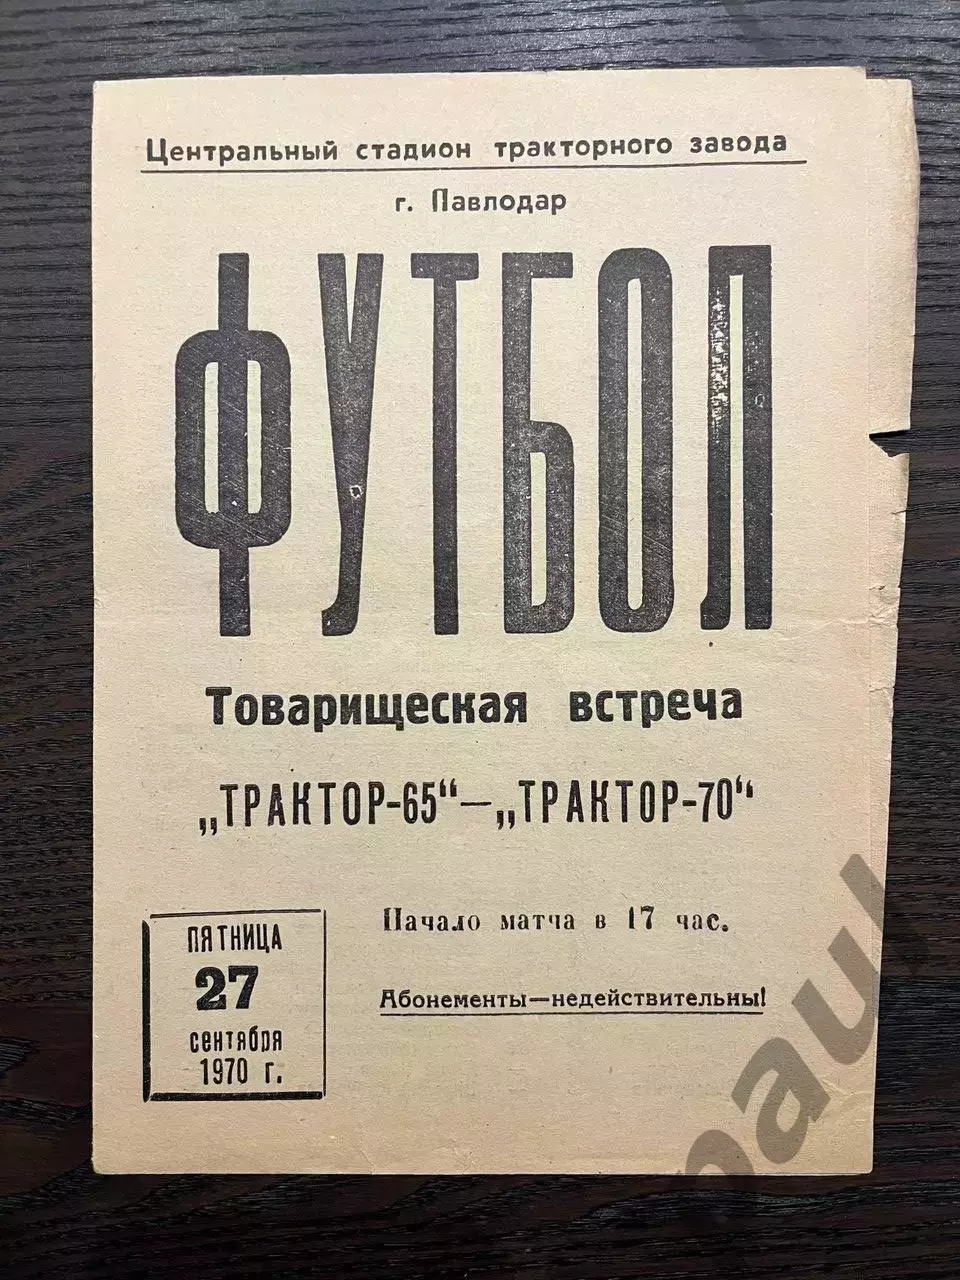 Центральный стадион тракторного завода
г. Павлодар
ФУТБОЛ
Товарищеская встреча
„ТРАКТОР-65“—„ТРАКТОР-70“
Начало матча в 17 час.
Абонементы—недействительны!
ПЯТНИЦА
27
сентября
1970 г.
paul